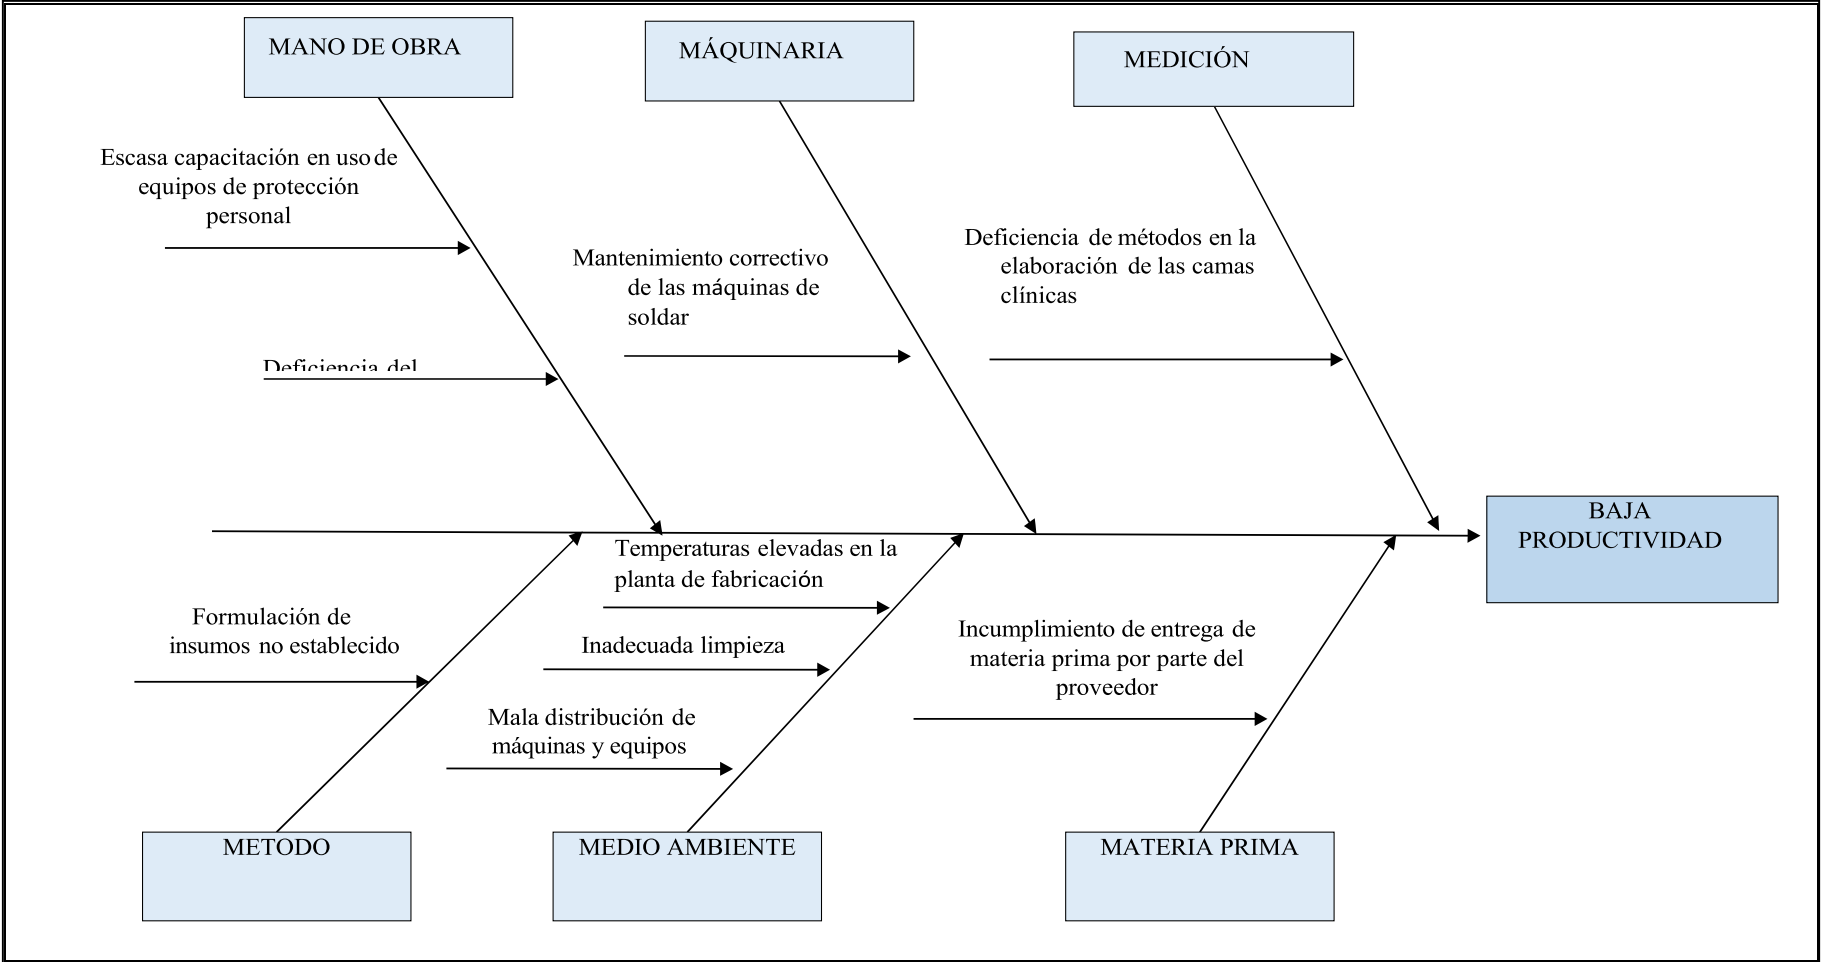 MANO DE OBRA
MÁQUINARIA
MEDICIÓN
Escasa capacitación en uso de
equipos de protección
personal
Mantenimiento correctivo
de las máquinas de
soldar
Deficiencia de métodos en la
elaboración de las camas
clínicas
Deficiencia del
BAJA
PRODUCTIVIDAD
Temperaturas elevadas en la
planta de fabricación
Formulación de
insumos no establecido
Inadecuada limpieza
Incumplimiento de entrega de
materia prima por parte del
proveedor
Mala distribución de
máquinas y equipos
METODO
MEDIO AMBIENTE
MATERIA PRIMA